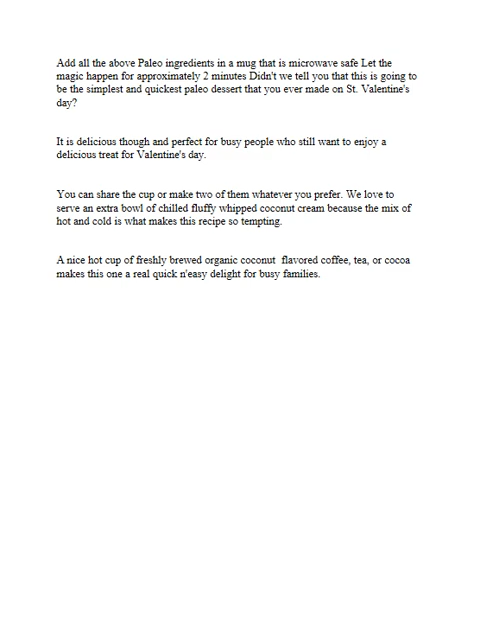 Add all the above Paleo ingredients in a mug that is microwave safe Let the
magic happen for approximately 2 minutes Didn't we tell you that this is going to
be the simplest and quickest paleo dessert that you ever made on St. Valentine's
day?
It is delicious though and perfect for busy people who still want to enjoy a
delicious treat for Valentine's day.
You can share the cup or make two of them whatever you prefer. We love to
serve an extra bowl of chilled fluffy whipped coconut cream because the mix of
hot and cold is what makes this recipe so tempting.
A nice hot cup of freshly brewed organic coconut  flavored coffee, tea, or cocoa
makes this one a real quick n'easy delight for busy families.